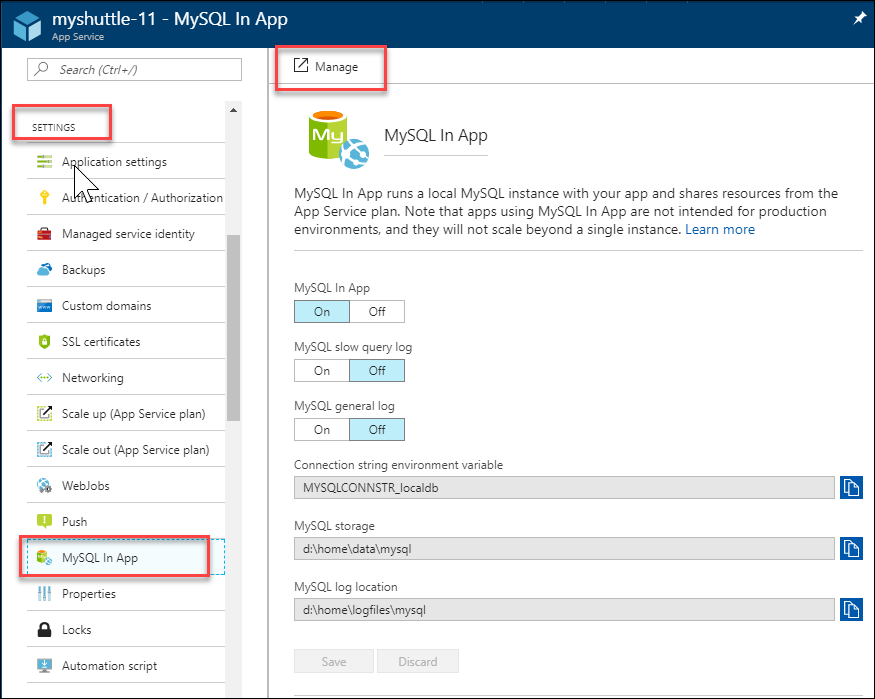 myshuttle-11 - MySQL In App
App Service
Search (Ctrl+/)
SETTINGS
Application settings
Authentication / Authorization
Managed service identity
Backups
Custom domains
www
SSL certificates
Networking
Scale up (App Service plan)
Scale out (App Service plan)
WebJobs
Push
MySQL In App
Properties
Locks
Automation script
Manage
My
MySQL In App
MySQL In App runs a local MySQL instance with your app and shares resources from the
App Service plan. Note that apps using MySQL In App are not intended for production
environments, and they will not scale beyond a single instance. Learn more
MySQL In App
On Off
MySQL slow query log
On Off
MySQL general log
On Off
Connection string environment variable
MYSQLCONNSTR_localdb
MySQL storage
d:\home\data\mysql
MySQL log location
d:\home\logfiles\mysql
Save Discard